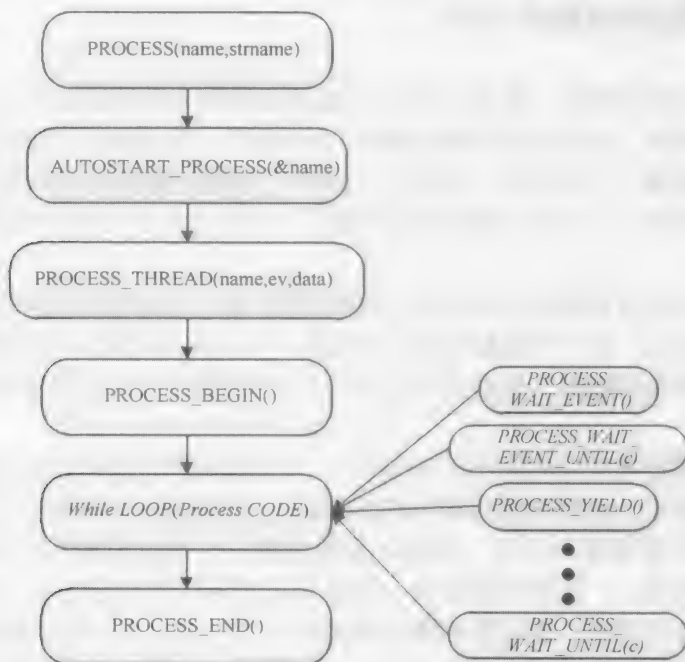 PROCESS(name,strname)
AUTOSTART_PROCESS(&name)
PROCESS_THREAD(name,ev,data)
PROCESS_BEGIN()
While LOOP(Process CODE)
PROCESS_END()
PROCESS
WAIT_EVENT()
PROCESS_WAIT_
EVENT_UNTIL(c)
PROCESS_YIELD()
PROCESS_
WAIT_UNTIL(c)